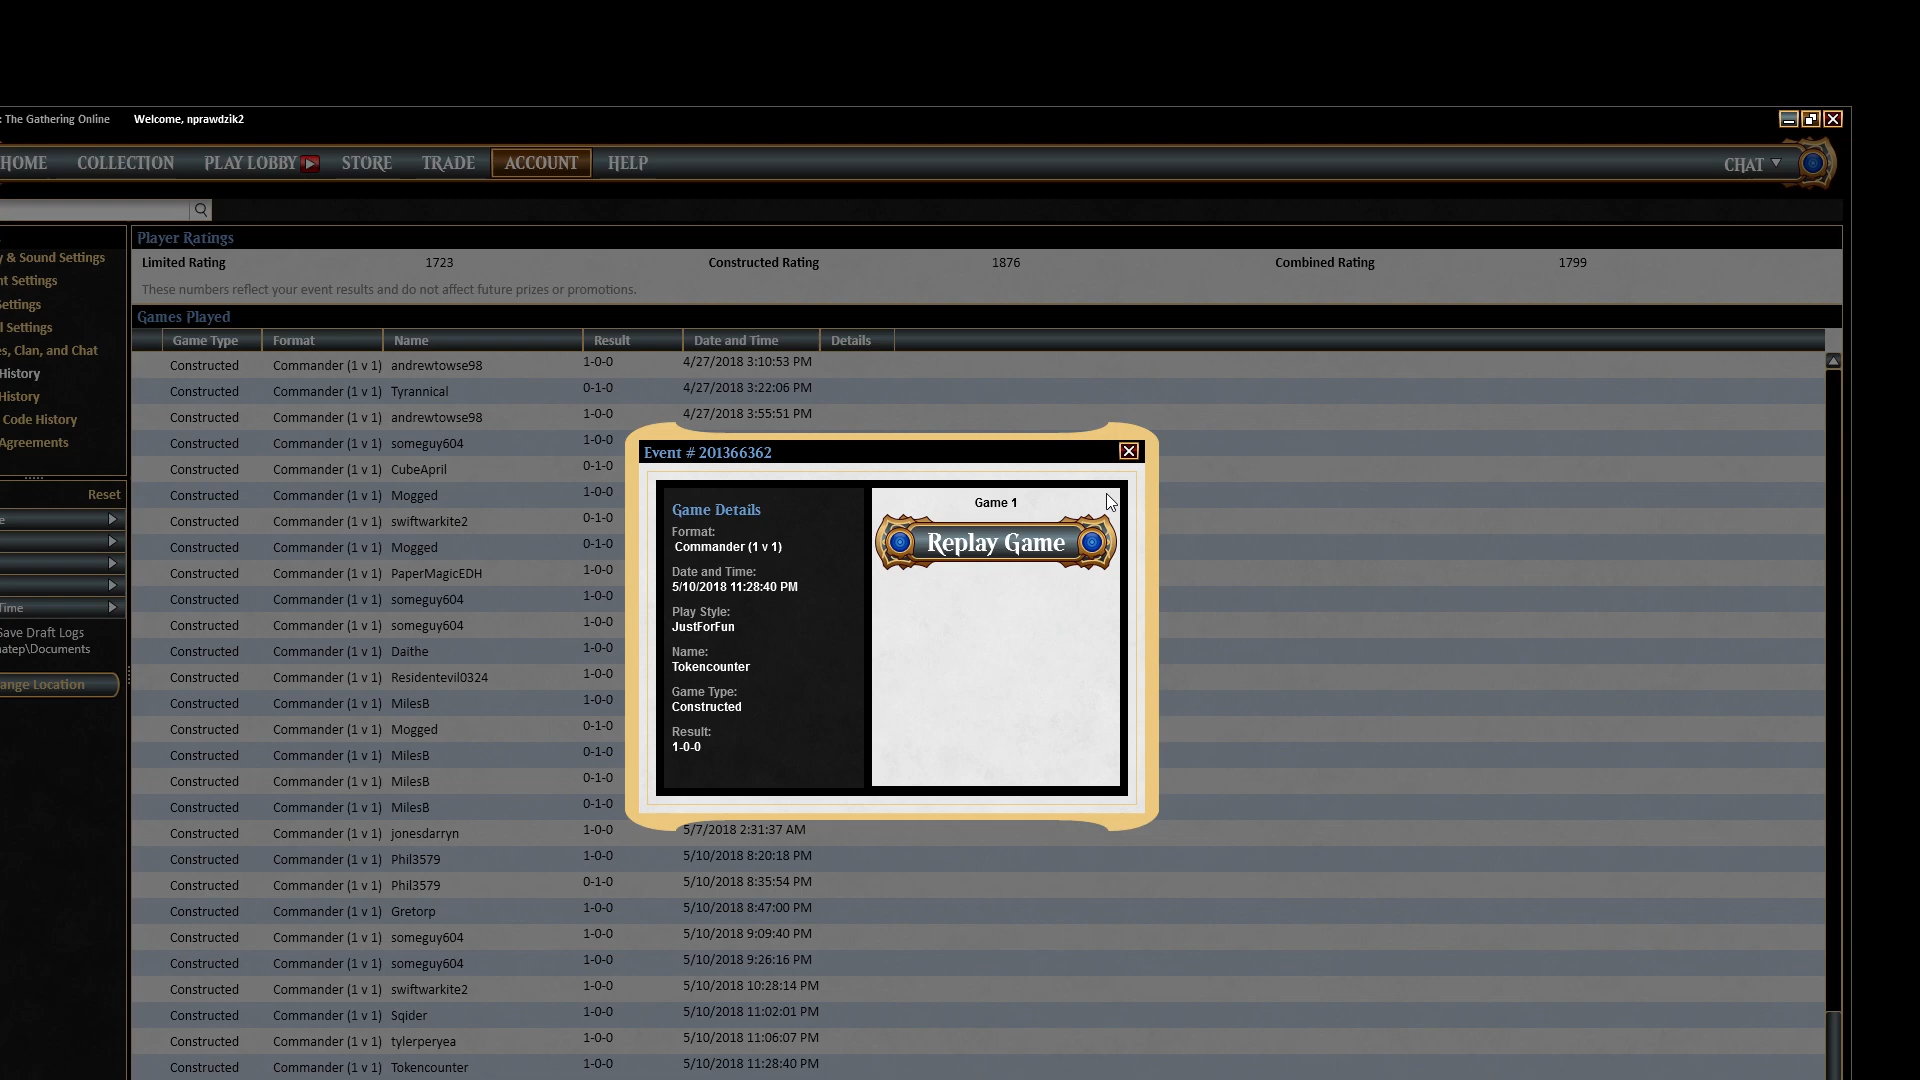 : The Gathering Online Welcome, nprawdzik2
HOME COLLECTION PLAY LOBBY STORE TRADE ACCOUNT HELP CHAT
Player Ratings
Limited Rating 1723 Constructed Rating 1876 Combined Rating 1799
These numbers reflect your event results and do not affect future prizes or promotions.
Games Played
Game Type Format Name Result Date and Time Details
Constructed Commander (1 v 1) andrewtowse98 1-0-0 4/27/2018 3:10:53 PM
Constructed Commander (1 v 1) Tyrannical 0-1-0 4/27/2018 3:22:06 PM
Constructed Commander (1 v 1) andrewtowse98 1-0-0 4/27/2018 3:55:51 PM
Constructed Commander (1 v 1) someguy604 1-0-0
Constructed Commander (1 v 1) CubeApril 0-1-0
Constructed Commander (1 v 1) Mogged 1-0-0
Constructed Commander (1 v 1) swiftwarkite2 0-1-0
Constructed Commander (1 v 1) Mogged 0-1-0
Constructed Commander (1 v 1) PaperMagicEDH 1-0-0
Constructed Commander (1 v 1) someguy604 1-0-0
Constructed Commander (1 v 1) someguy604 1-0-0
Constructed Commander (1 v 1) Daithe 1-0-0
Constructed Commander (1 v 1) Residentevil0324 1-0-0
Constructed Commander (1 v 1) MilesB 1-0-0
Constructed Commander (1 v 1) Mogged 0-1-0
Constructed Commander (1 v 1) MilesB 0-1-0
Constructed Commander (1 v 1) MilesB 0-1-0
Constructed Commander (1 v 1) MilesB 0-1-0
Constructed Commander (1 v 1) jonesdarryn 1-0-0 5/7/2018 2:31:37 AM
Constructed Commander (1 v 1) Phil3579 1-0-0 5/10/2018 8:20:18 PM
Constructed Commander (1 v 1) Phil3579 0-1-0 5/10/2018 8:35:54 PM
Constructed Commander (1 v 1) Gretorp 1-0-0 5/10/2018 8:47:00 PM
Constructed Commander (1 v 1) someguy604 1-0-0 5/10/2018 9:09:40 PM
Constructed Commander (1 v 1) someguy604 1-0-0 5/10/2018 9:26:16 PM
Constructed Commander (1 v 1) swiftwarkite2 1-0-0 5/10/2018 10:28:14 PM
Constructed Commander (1 v 1) Sqider 1-0-0 5/10/2018 11:02:01 PM
Constructed Commander (1 v 1) tylerperyea 1-0-0 5/10/2018 11:06:07 PM
Constructed Commander (1 v 1) Tokencounter 1-0-0 5/10/2018 11:28:40 PM
y & Sound Settings
nt Settings
Settings
l Settings
s, Clan, and Chat
History
History
Code History
Agreements
Reset
e
Time
Save Draft Logs
atep\Documents
ange Location
Event # 201366362
Game Details
Format:
Commander (1 v 1)
Date and Time:
5/10/2018 11:28:40 PM
Play Style:
JustForFun
Name:
Tokencounter
Game Type:
Constructed
Result:
1-0-0
Game 1
Replay Game